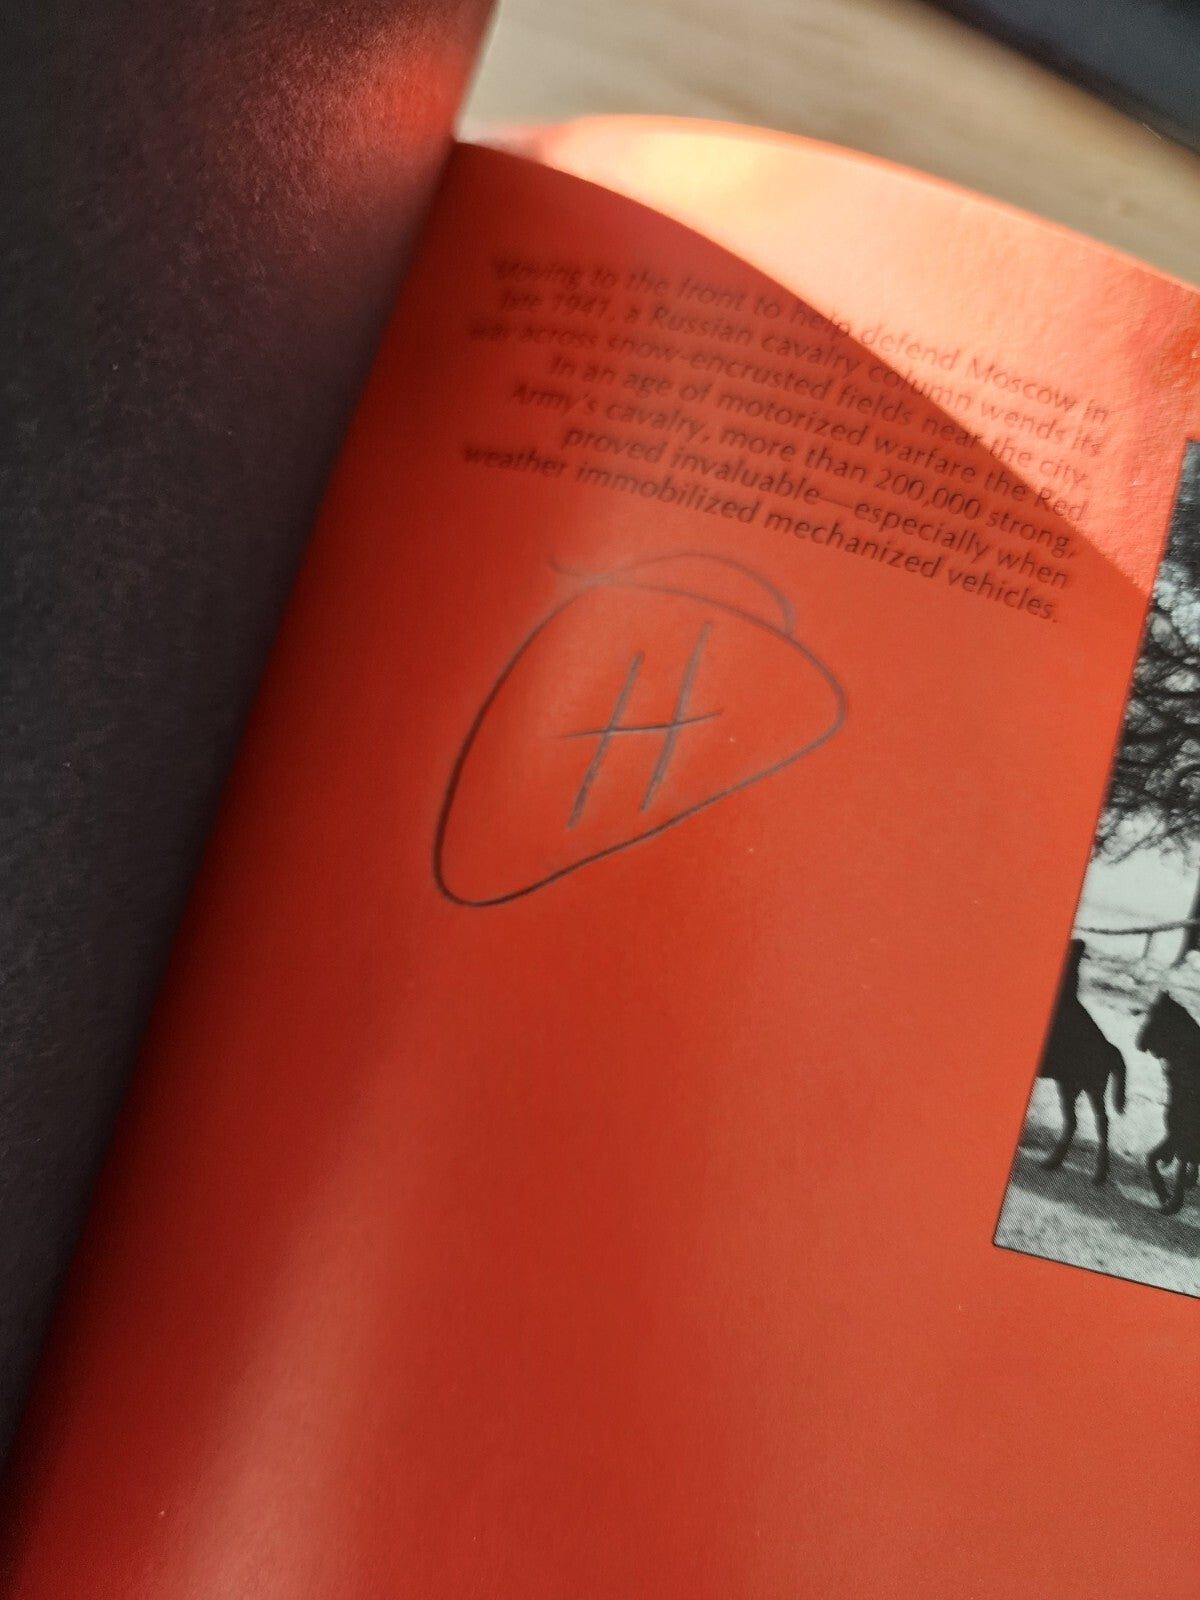 Moving to the front to help defend Moscow in
late 1941, a Russian cavalry column wends its
way across snow-encrusted fields near the city.
In an age of motorized warfare the Red
Army's cavalry, more than 200,000 strong,
proved invaluable—especially when
weather immobilized mechanized vehicles.
H